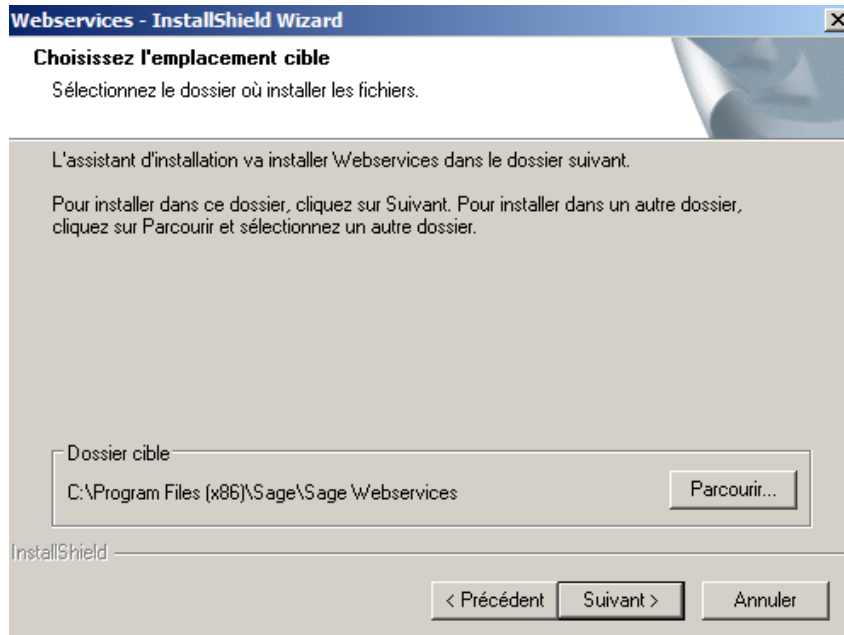 Webservices - InstallShield Wizard
Choisissez l'emplacement cible
Sélectionnez le dossier où installer les fichiers.
L'assistant d'installation va installer Webservices dans le dossier suivant.
Pour installer dans ce dossier, cliquez sur Suivant. Pour installer dans un autre dossier,
cliquez sur Parcourir et sélectionnez un autre dossier.
Dossier cible
C:\Program Files (x86)\Sage\Sage Webservices
Parcourir...
InstallShield
< Précédent
Suivant >
Annuler